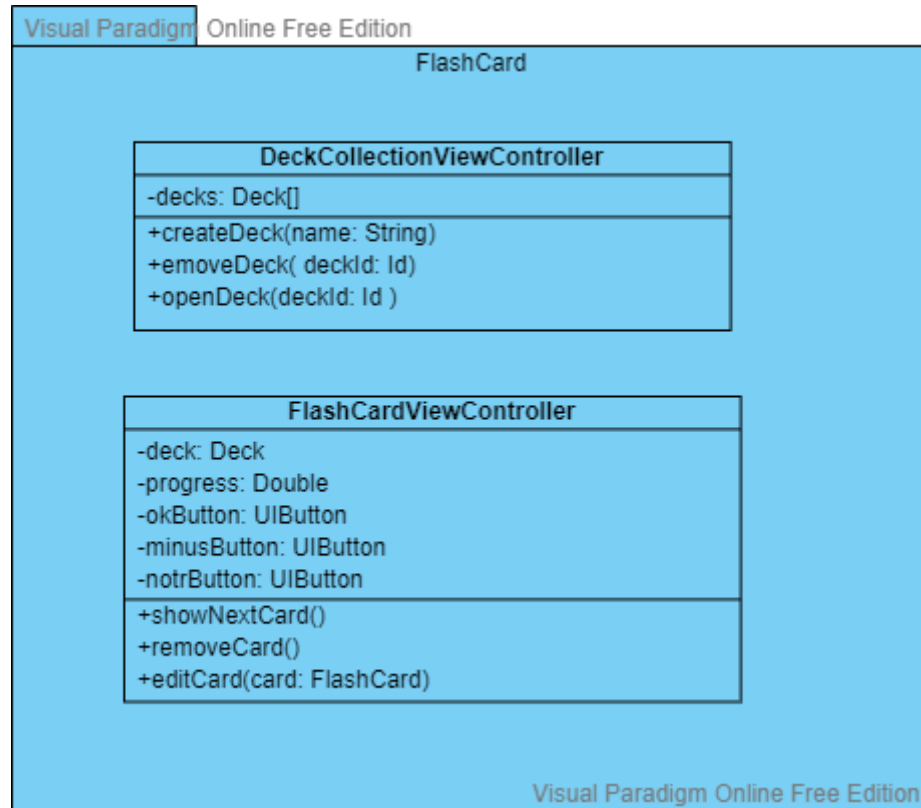 Visual Paradigm Online Free Edition
FlashCard
DeckCollectionViewController
-decks: Deck[]
+createDeck(name: String)
+emoveDeck( deckId: Id)
+openDeck(deckId: Id )
FlashCardViewController
-deck: Deck
-progress: Double
-okButton: UIButton
-minusButton: UIButton
-notrButton: UIButton
+showNextCard()
+removeCard()
+editCard(card: FlashCard)
Visual Paradigm Online Free Edition